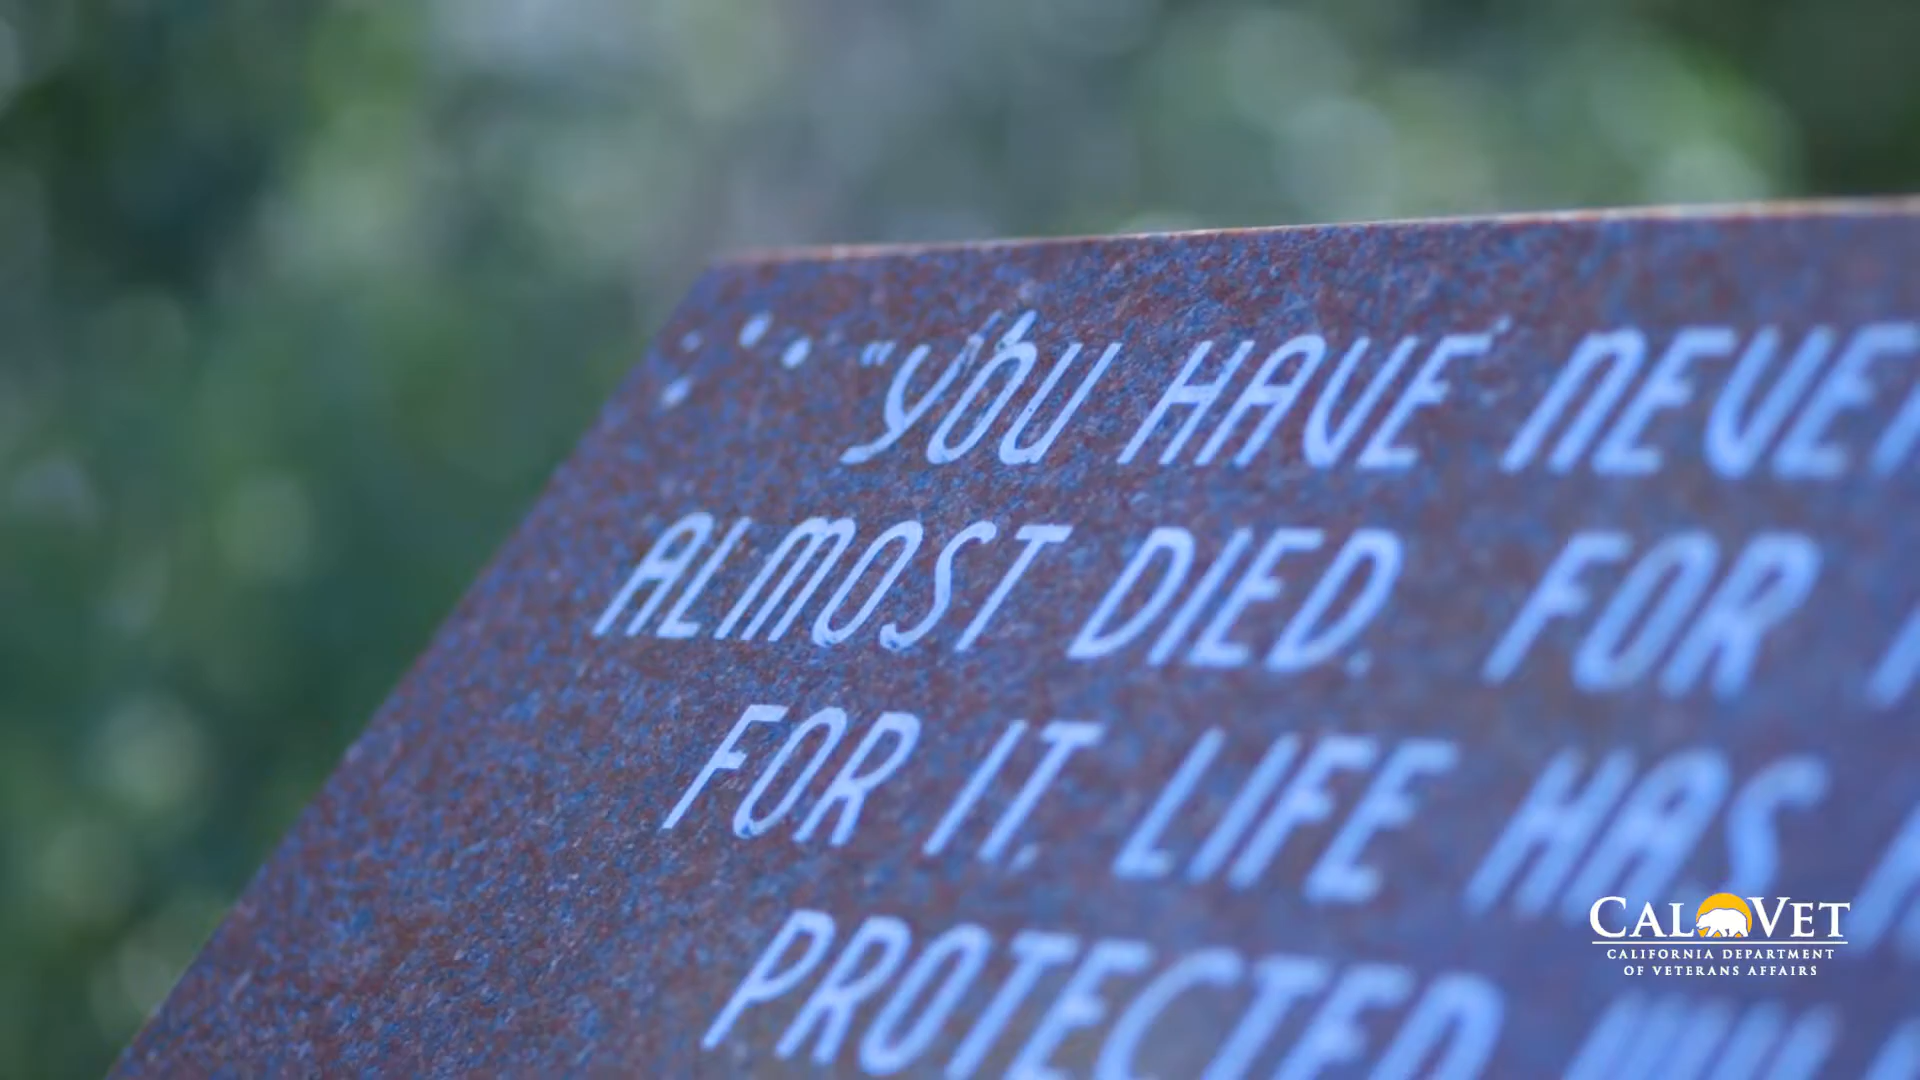 "YOU HAVE NEVER
ALMOST DIED. FOR
FOR IT, LIFE HAS
PROTECTED
CALVET
CALIFORNIA DEPARTMENT
OF VETERANS AFFAIRS